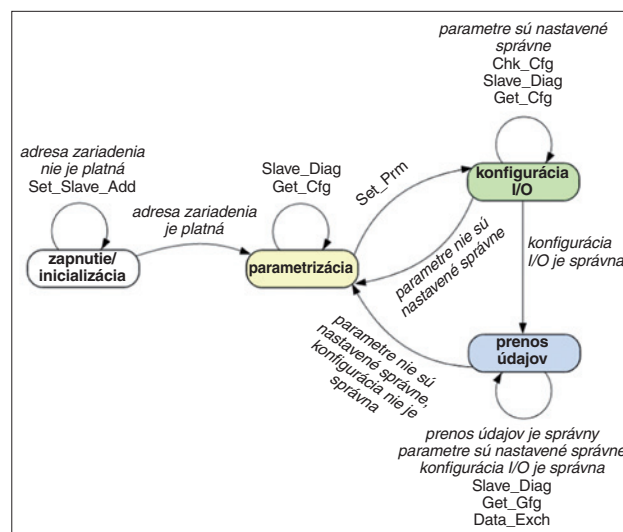 parametre sú nastavené
správne
Chk_Cfg
Slave_Diag
Get_Cfg
adresa zariadenia
nie je platná
Set_Slave_Add
adresa zariadenia
je platná
Slave_Diag
Get_Cfg
Set_Prm
konfigurácia
I/O
zapnutie/
inicializácia
parametrizácia
parametre nie sú
nastavené správne
konfigurácia
I/O je správna
parametre nie sú
nastavené správne,
konfigurácia nie je
správna
prenos
údajov
prenos údajov je správny
parametre sú nastavené správne
konfigurácia I/O je správna
Slave_Diag
Get_Gfg
Data_Exch